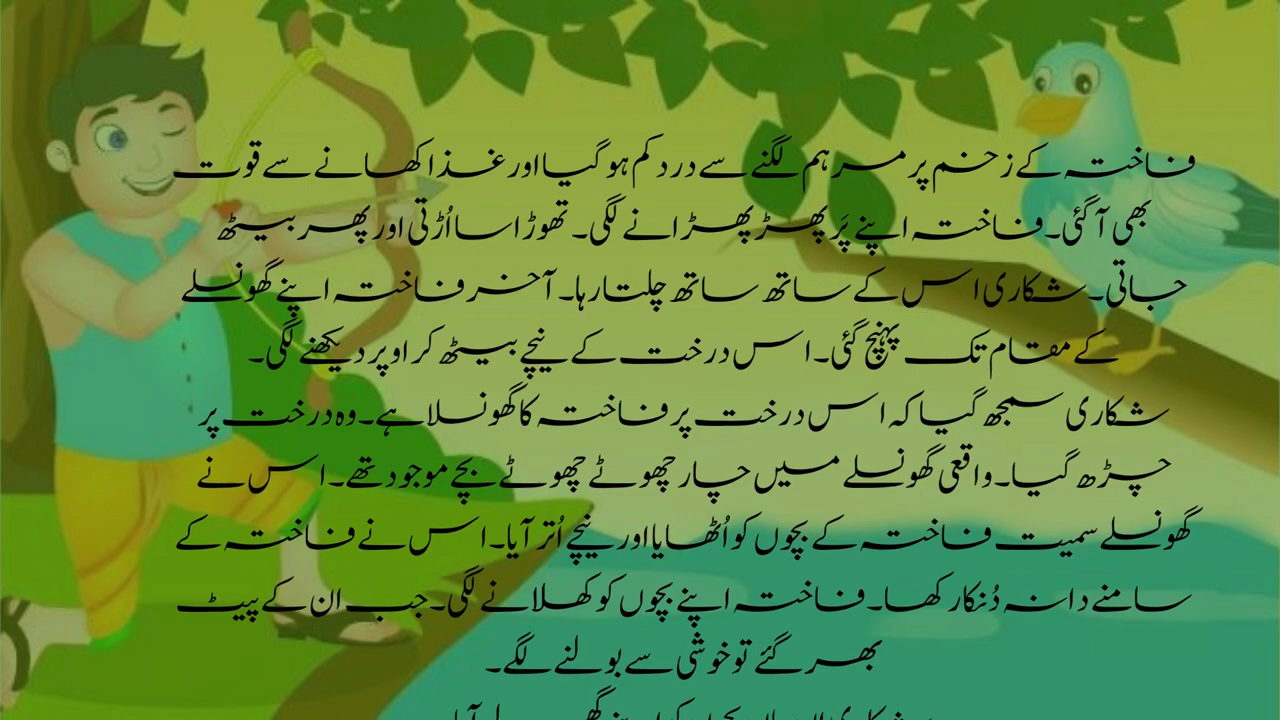 فاختہ کے زخم پر مرہم لگنے سے درد کم ہو گیا اور غذا کھانے سے قوت
بھی آ گئی۔ فاختہ اپنے پَر پھڑپھڑانے لگی۔ تھوڑا سا اُڑتی اور پھر بیٹھ
جاتی۔ شکاری اس کے ساتھ ساتھ چلتا رہا۔ آخر فاختہ اپنے گھونسلے
کے مقام تک پہنچ گئی۔ اس درخت کے نیچے بیٹھ کر اوپر دیکھنے لگی۔
شکاری سمجھ گیا کہ اس درخت پر فاختہ کا گھونسلا ہے۔ وہ درخت پر
چڑھ گیا۔ واقعی گھونسلے میں چار چھوٹے چھوٹے بچے موجود تھے۔ اس نے
گھونسلے سمیت فاختہ کے بچوں کو اُٹھایا اور نیچے اُتر آیا۔ اس نے فاختہ کے
سامنے دانہ دُنکا رکھا۔ فاختہ اپنے بچوں کو کھلانے لگی۔ جب ان کے پیٹ
بھر گئے تو خوشی سے بولنے لگے۔